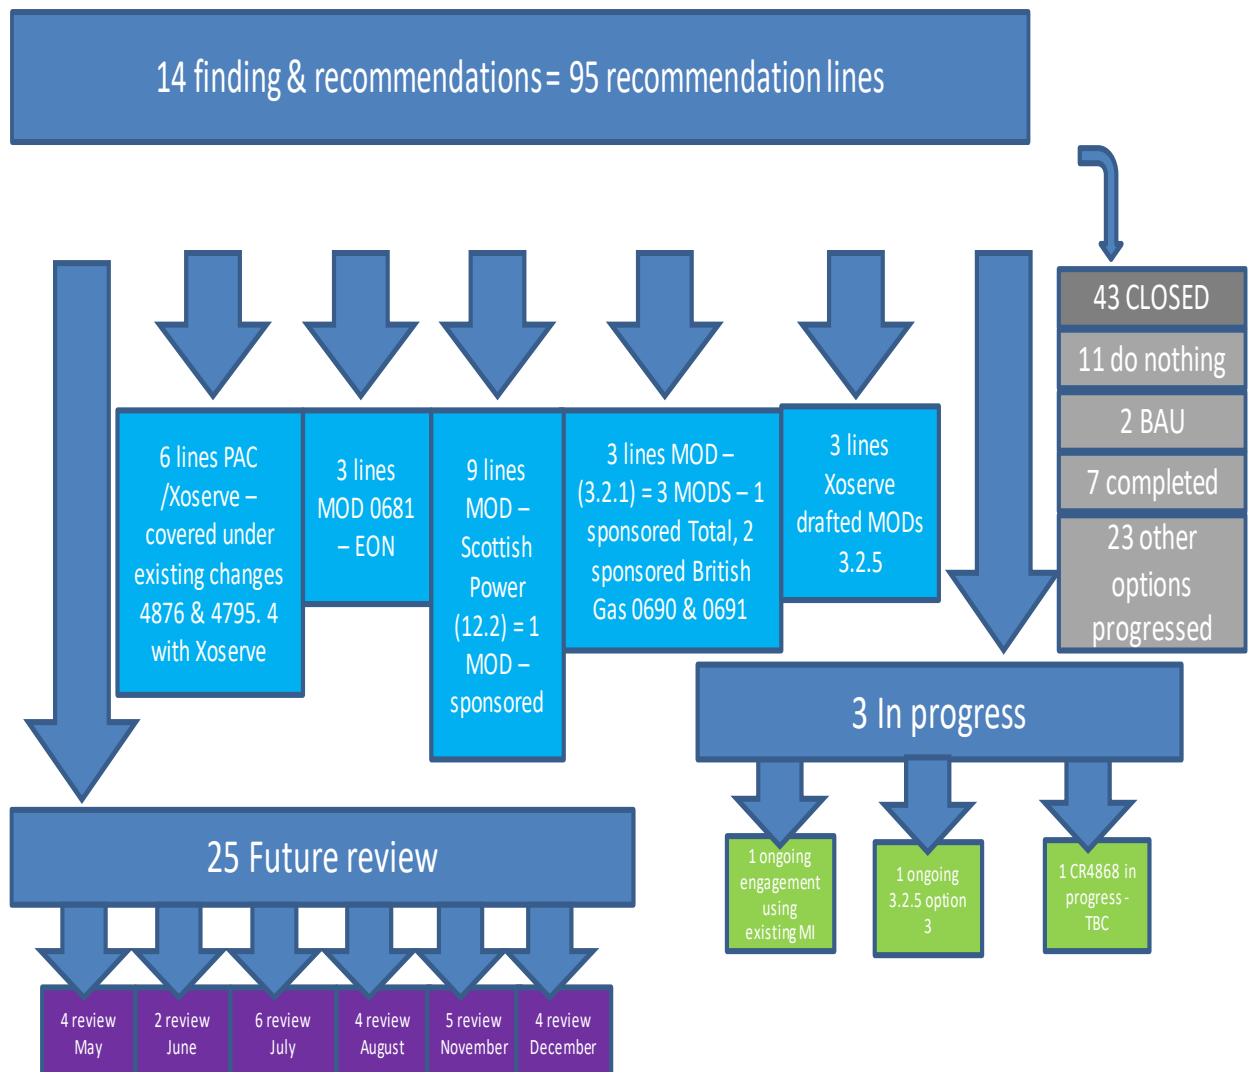 14 finding & recommendations = 95 recommendation lines
43 CLOSED
11 do nothing
2 BAU
7 completed
23 other
options
progressed
6 lines PAC
/Xoserve –
covered under
existing changes
4876 & 4795. 4
with Xoserve
3 lines
MOD 0681
– EON
9 lines
MOD –
Scottish
Power
(12.2) = 1
MOD –
sponsored
3 lines MOD –
(3.2.1) = 3 MODS – 1
sponsored Total, 2
sponsored British
Gas 0690 & 0691
3 lines
Xoserve
drafted MODs
3.2.5
3 In progress
1 ongoing
engagement
using
existing MI
1 ongoing
3.2.5 option
3
1 CR4868 in
progress -
TBC
25 Future review
4 review
May
2 review
June
6 review
July
4 review
August
5 review
November
4 review
December